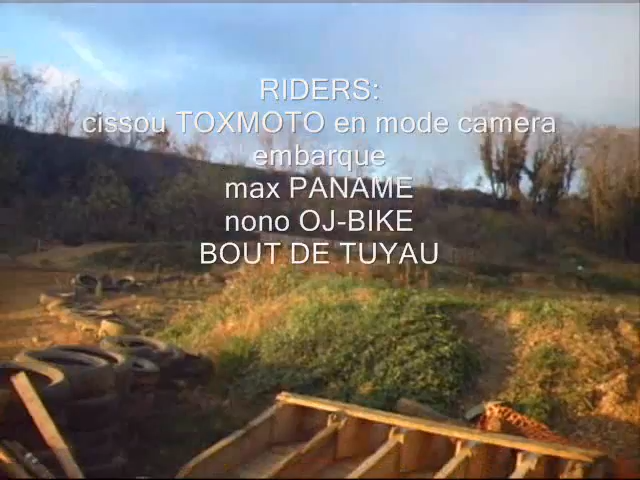 RIDERS:
cissou TOXMOTO en mode camera
embarque
max PANAME
nono OJ-BIKE
BOUT DE TUYAU